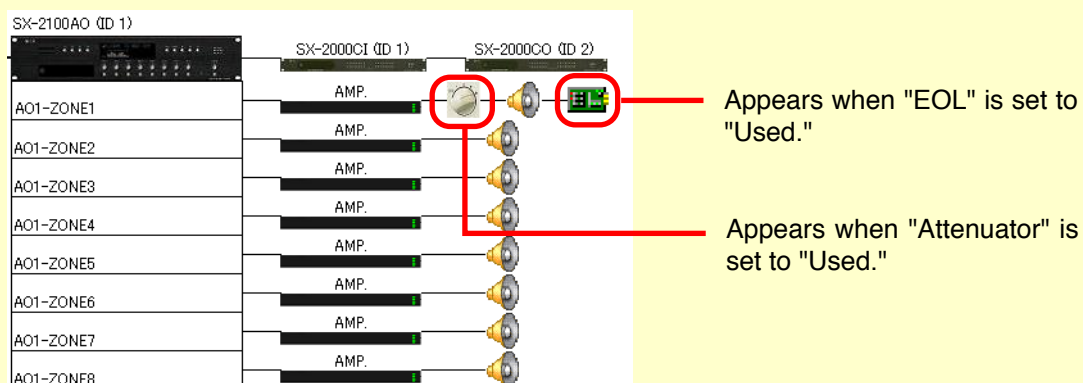 SX-2100AO (ID 1)
SX-2000CI (ID 1)
SX-2000CO (ID 2)
AO1-ZONE1
AMP.
Appears when "EOL" is set to
"Used."
AO1-ZONE2
AMP.
AO1-ZONE3
AMP.
AO1-ZONE4
AMP.
Appears when "Attenuator" is
set to "Used."
AO1-ZONE5
AMP.
AO1-ZONE6
AMP.
AO1-ZONE7
AMP.
AO1-ZONE8
AMP.